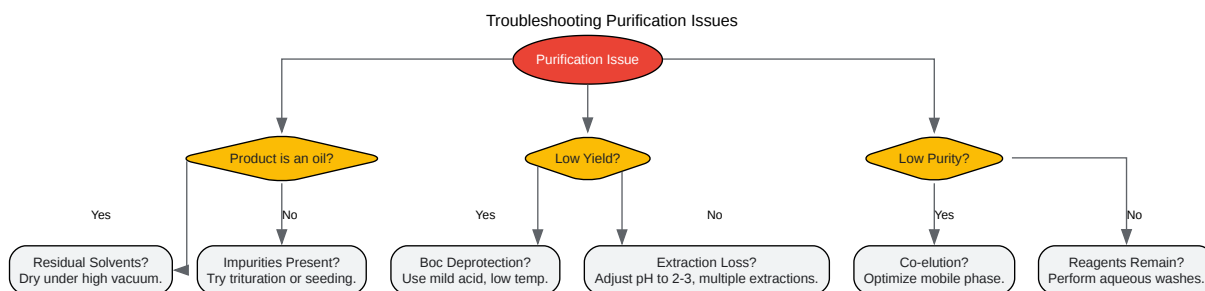 Troubleshooting Purification Issues
Purification Issue
Product is an oil?
Low Yield?
Low Purity?
Yes
No
Yes
No
Yes
No
Residual Solvents?
Dry under high vacuum.
Impurities Present?
Try trituration or seeding.
Boc Deprotection?
Use mild acid, low temp.
Extraction Loss?
Adjust pH to 2-3, multiple extractions.
Co-elution?
Optimize mobile phase.
Reagents Remain?
Perform aqueous washes.